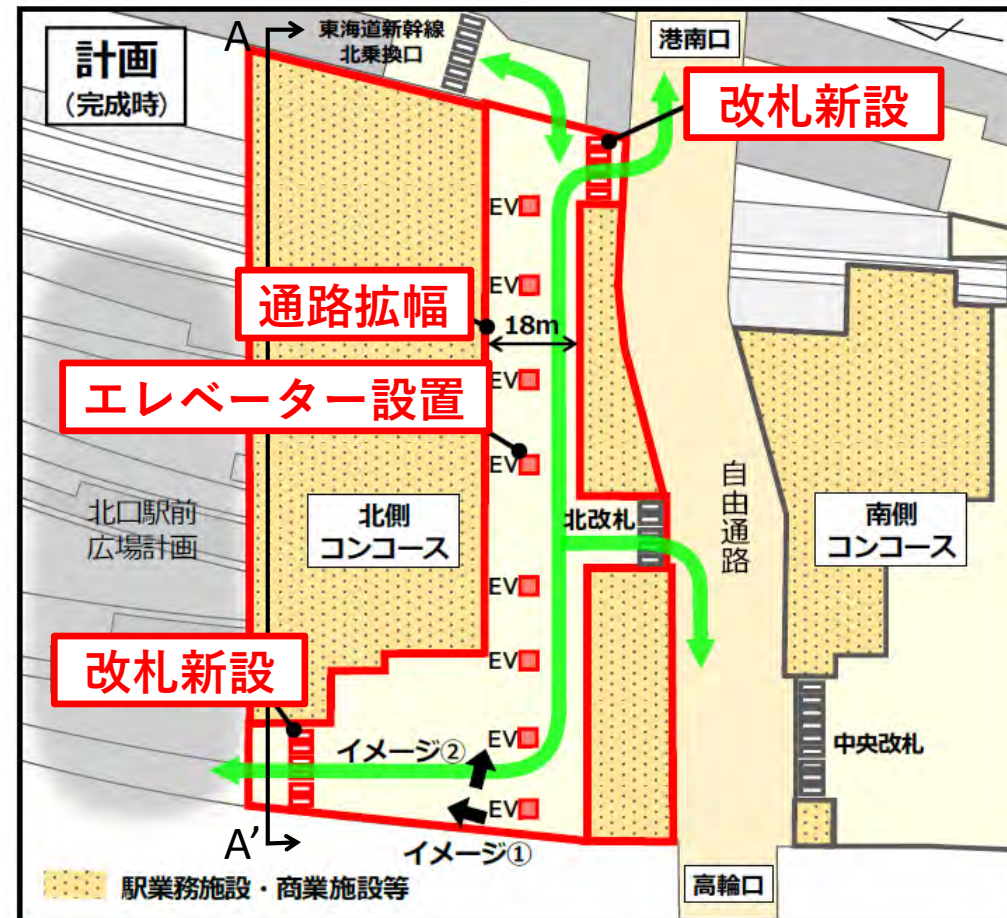 計画
(完成時)
A
東海道新幹線
北乗換口
港南口
改札新設
EV
EV
通路拡幅
18m
EV
エレベーター設置
EV
自由通路
北口駅前
広場計画
北側
コンコース
北改札
南側
コンコース
EV
EV
改札新設
イメージ②
EV
中央改札
EV
A’
イメージ①
駅業務施設・商業施設等
高輪口